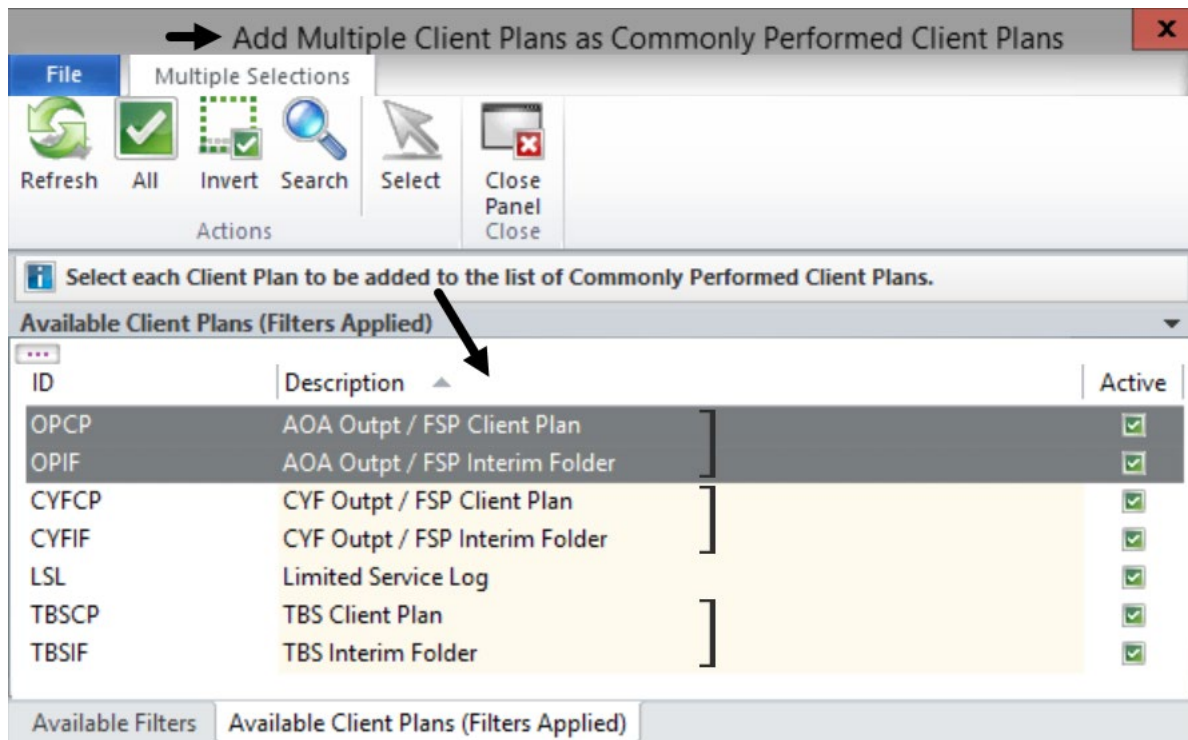 Add Multiple Client Plans as Commonly Performed Client Plans
x
File Multiple Selections
Refresh All Invert Search Select Close Panel
Actions Close
Select each Client Plan to be added to the list of Commonly Performed Client Plans.
Available Client Plans (Filters Applied)
ID Description Active
OPCP AOA Outpt / FSP Client Plan
OPIF AOA Outpt / FSP Interim Folder
CYFCP CYF Outpt / FSP Client Plan
CYFIF CYF Outpt / FSP Interim Folder
LSL Limited Service Log
TBSCP TBS Client Plan
TBSIF TBS Interim Folder
Available Filters Available Client Plans (Filters Applied)